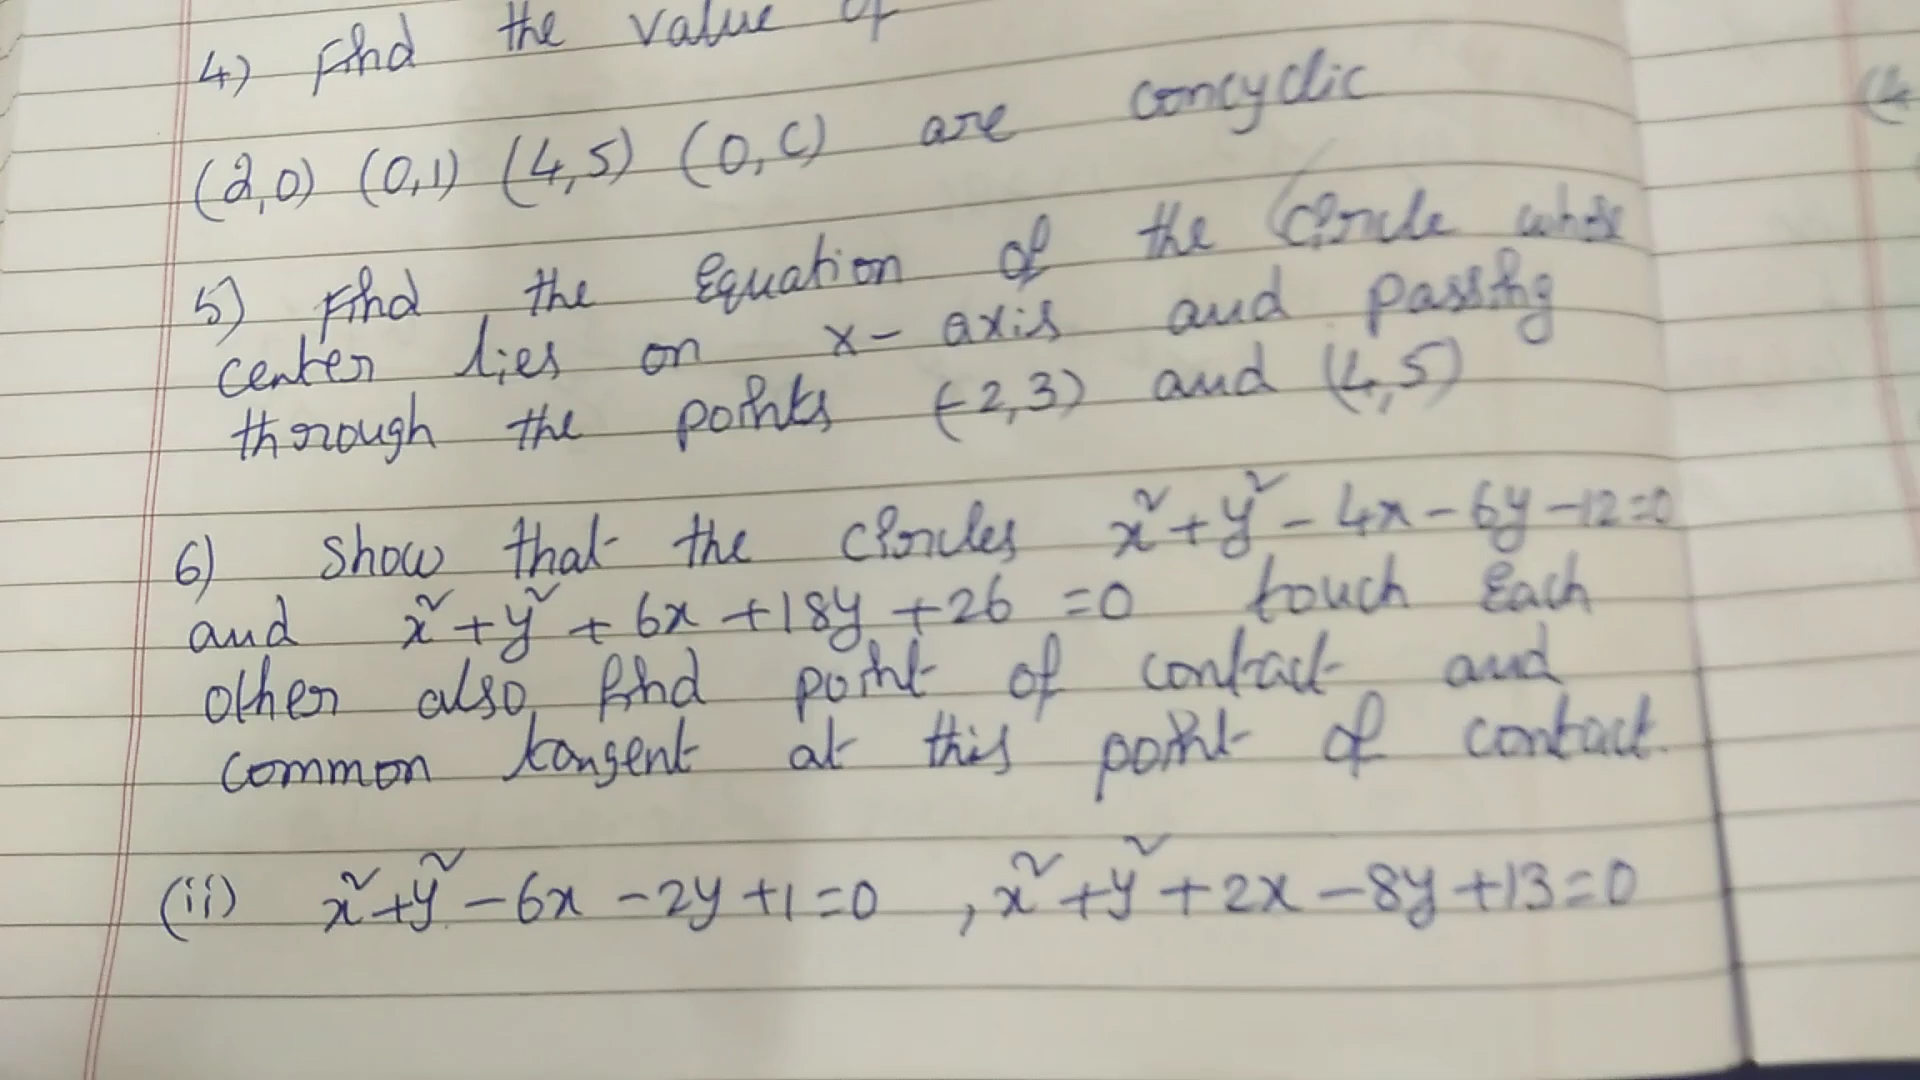 4) Find the value of
(2,0) (0,1) (4,5) (0,C) are concyclic
5) Find the Equation of the Circle whose
center lies on x- axis and passing
through the points (-2,3) and (4,5)
6) Show that the circles x²+y²-4x-6y-12=0
and x²+y²+6x+18y+26=0 touch Each
other also find point of contact and
common tangent at this point of contact.
(ii) x²+y²-6x-2y+1=0 , x²+y²+2x-8y+13=0